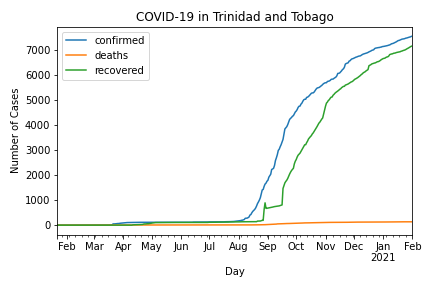 COVID-19 in Trinidad and Tobago
confirmed
deaths
recovered
Number of Cases
7000
6000
5000
4000
3000
2000
1000
0
Feb Mar Apr May Jun Jul Aug Sep Oct Nov Dec Jan Feb
2021
Day